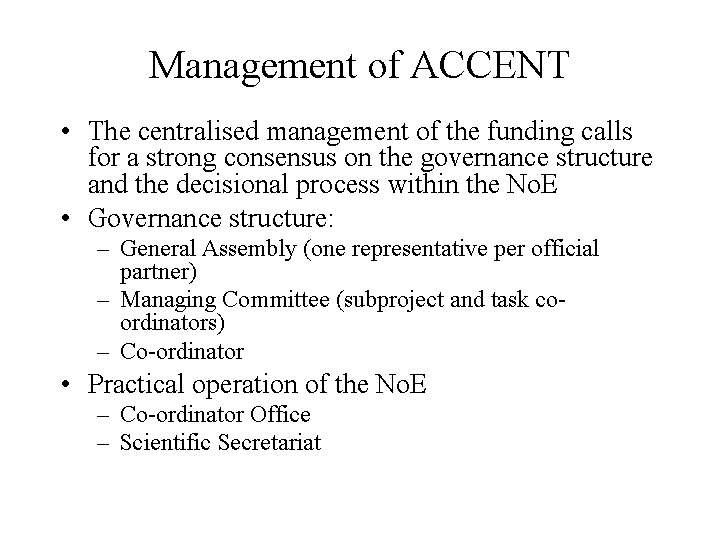 Management of ACCENT
• The centralised management of the funding calls
for a strong consensus on the governance structure
and the decisional process within the No.E
• Governance structure:
– General Assembly (one representative per official
partner)
– Managing Committee (subproject and task co-
ordinators)
– Co-ordinator
• Practical operation of the No.E
– Co-ordinator Office
– Scientific Secretariat